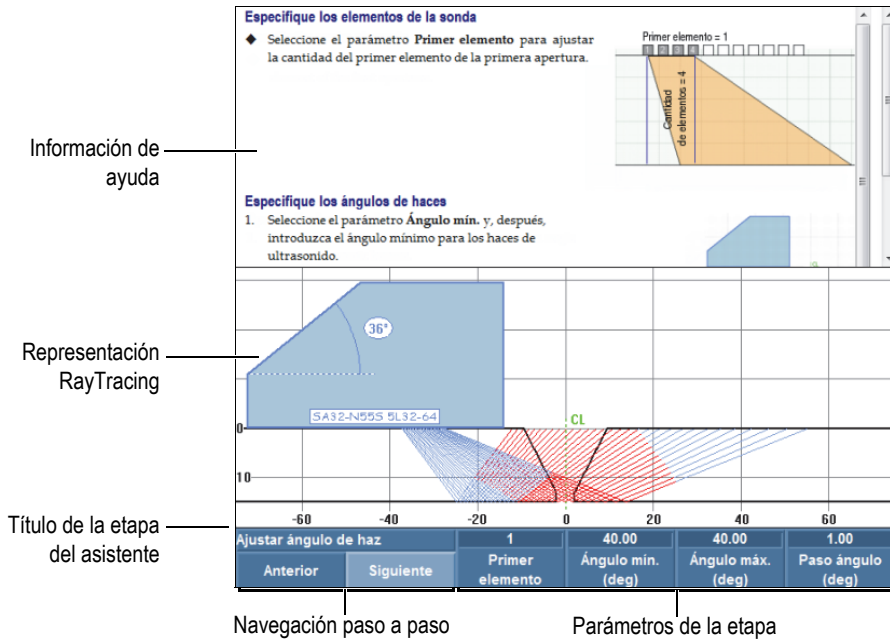 Especifique los elementos de la sonda
◆ Seleccione el parámetro Primer elemento para ajustar
la cantidad del primer elemento de la primera apertura.
Primer elemento = 1
Cantidad
de elementos = 4
Información de
ayuda
Especifique los ángulos de haces
1. Seleccione el parámetro Ángulo mín. y, después,
introduzca el ángulo mínimo para los haces de
ultrasonido.
36°
Representación
RayTracing
SA32-N55S 5L32-64
CL
0
10
-60 -40 -20 0 20 40 60
Título de la etapa
del asistente
Ajustar ángulo de haz 1 40.00 40.00 1.00
Anterior Siguiente
Primer
elemento
Ángulo mín.
(deg)
Ángulo máx.
(deg)
Paso ángulo
(deg)
Navegación paso a paso
Parámetros de la etapa